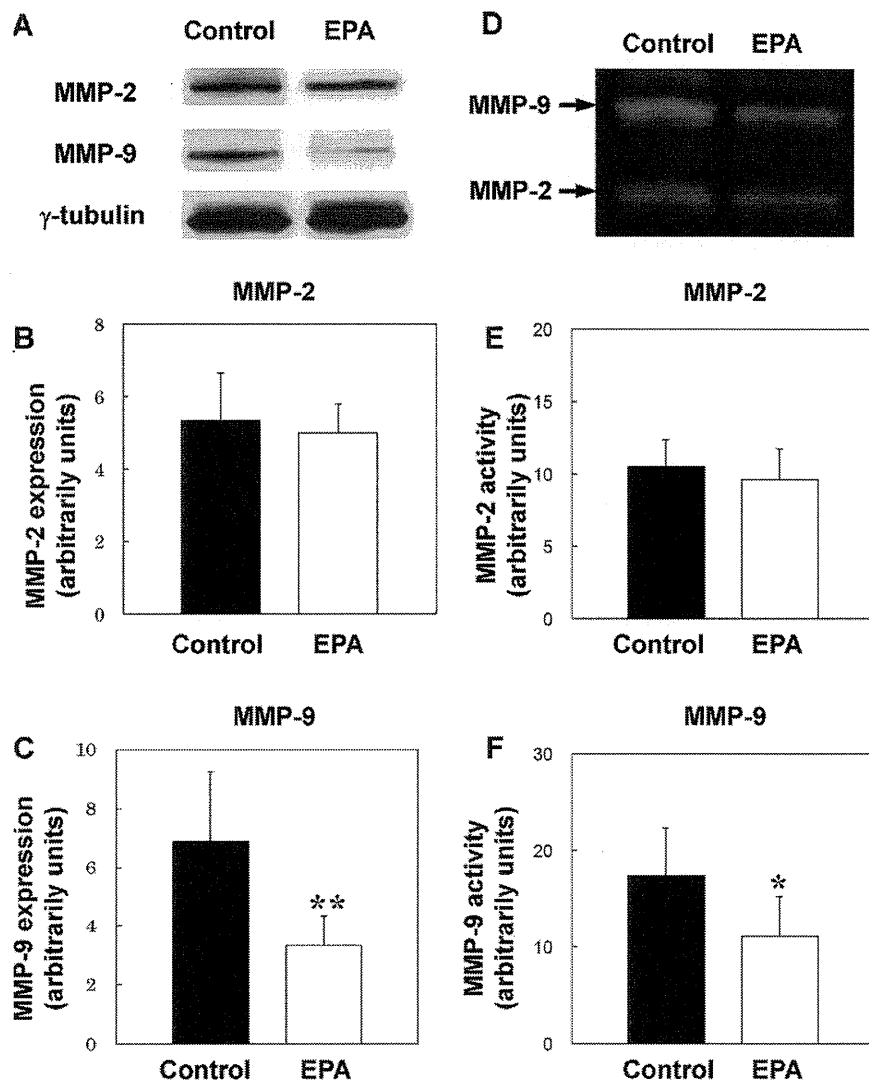 A
Control EPA
MMP-2
MMP-9
γ-tubulin
D
Control EPA
MMP-9
MMP-2
MMP-2
B
MMP-2 expression
(arbitrarily units)
8
6
4
2
0
Control EPA
MMP-2
E
MMP-2 activity
(arbitrarily units)
20
15
10
5
0
Control EPA
MMP-9
C
MMP-9 expression
(arbitrarily units)
10
8
6
4
2
0
**
Control EPA
MMP-9
F
MMP-9 activity
(arbitrarily units)
30
20
10
0
*
Control EPA